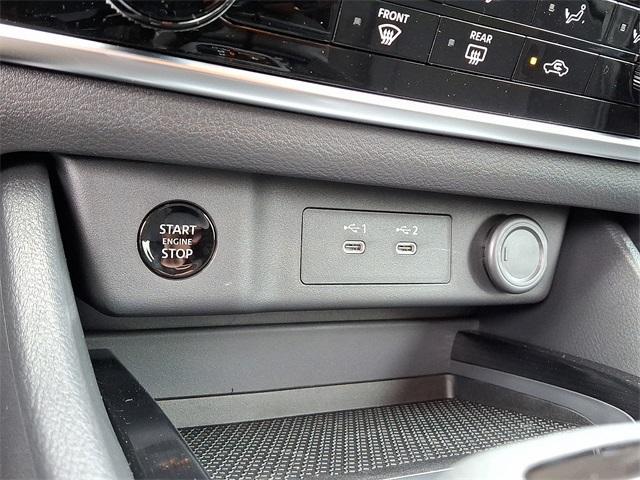 FRONT
REAR
START
ENGINE
STOP
1
2